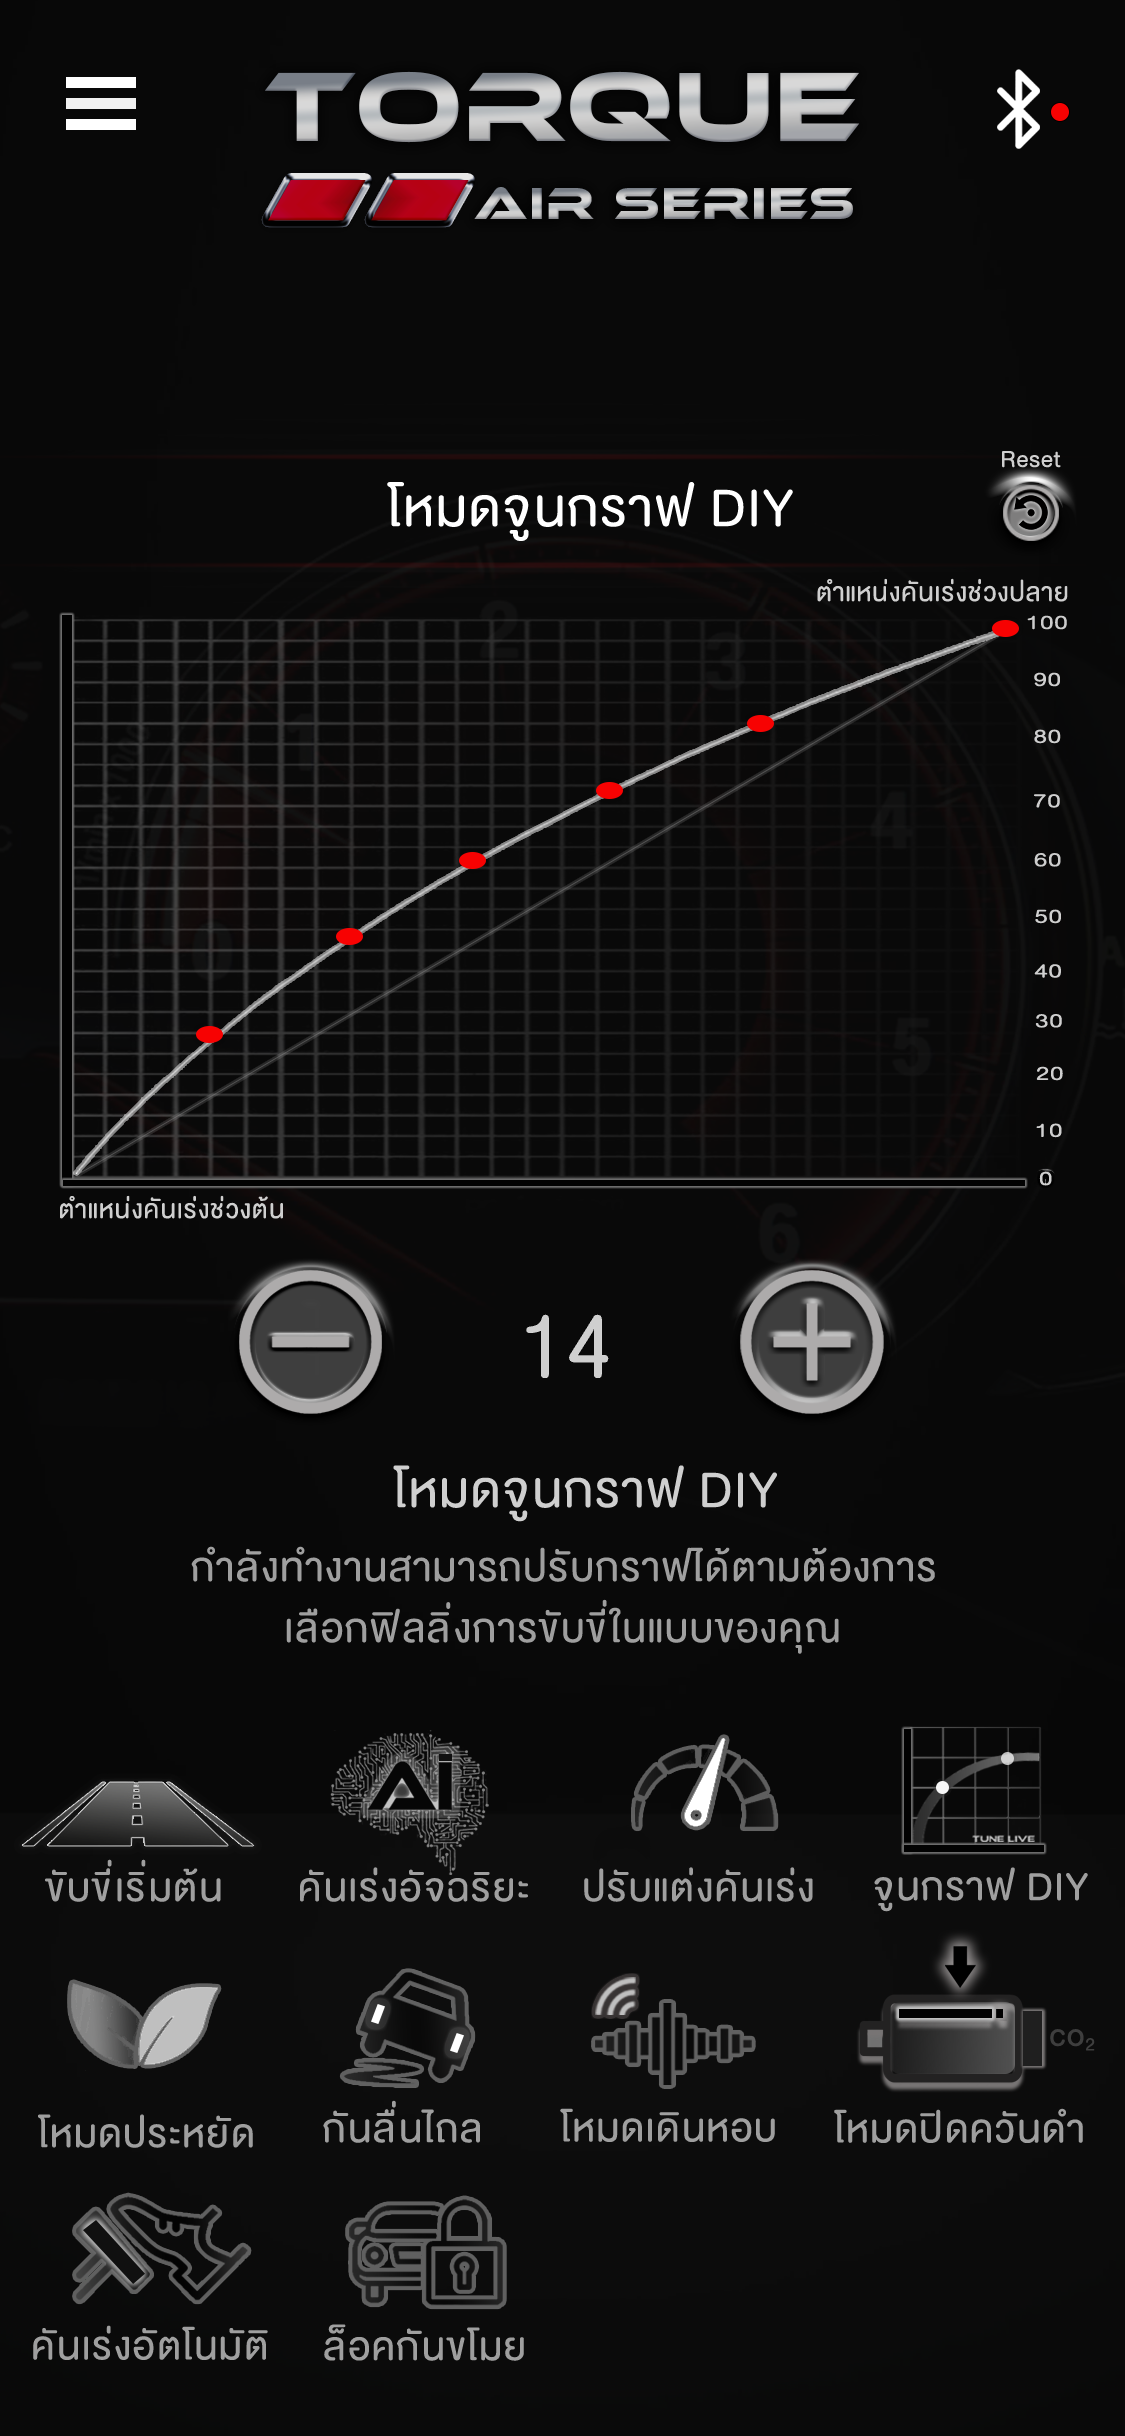 TORQUE
AIR SERIES
Reset
โหมดจูนกราฟ DIY
ตำแหน่งคันเร่งช่วงปลาย
100
90
80
70
60
50
40
30
20
10
0
ตำแหน่งคันเร่งช่วงต้น
14
โหมดจูนกราฟ DIY
กำลังทำงานสามารถปรับกราฟได้ตามต้องการ
เลือกฟิลลิ่งการขับขี่ในแบบของคุณ
AI
TUNE LIVE
ขับขี่เริ่มต้น
คันเร่งอัจฉริยะ
ปรับแต่งคันเร่ง
จูนกราฟ DIY
CO₂
โหมดประหยัด
กันลื่นไถล
โหมดเดินหอบ
โหมดปิดควันดำ
คันเร่งอัตโนมัติ
ล็อคกันขโมย